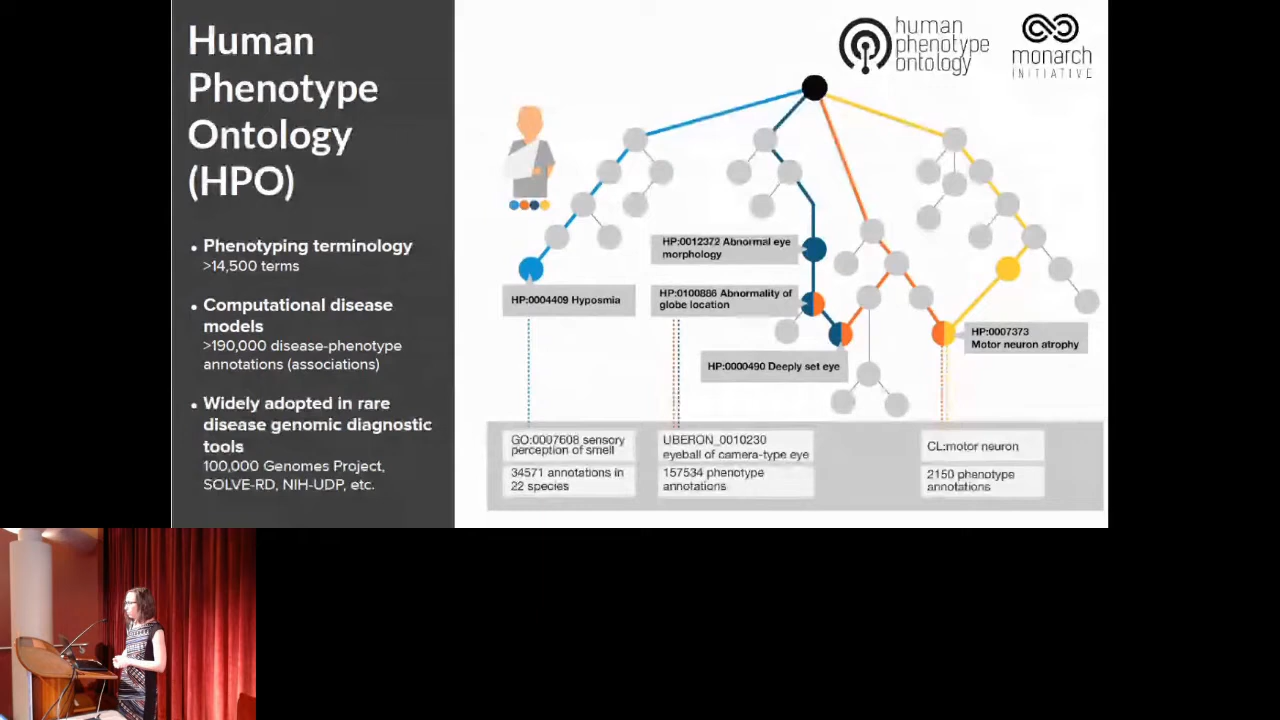 Human
Phenotype
Ontology
(HPO)
• Phenotyping terminology
>14,500 terms
• Computational disease
models
>190,000 disease-phenotype
annotations (associations)
• Widely adopted in rare
disease genomic diagnostic
tools
100,000 Genomes Project,
SOLVE-RD, NIH-UDP, etc.
human
phenotype
ontology
monarch
INITIATIVE
HP:0012372 Abnormal eye
morphology
HP:0004409 Hyposmia
HP:0100886 Abnormality of
globe location
HP:0007373
Motor neuron atrophy
HP:0000490 Deeply set eye
GO:0007608 sensory
perception of smell
34571 annotations in
22 species
UBERON_0010230
eyeball of camera-type eye
157534 phenotype
annotations
CL:motor neuron
2150 phenotype
annotations